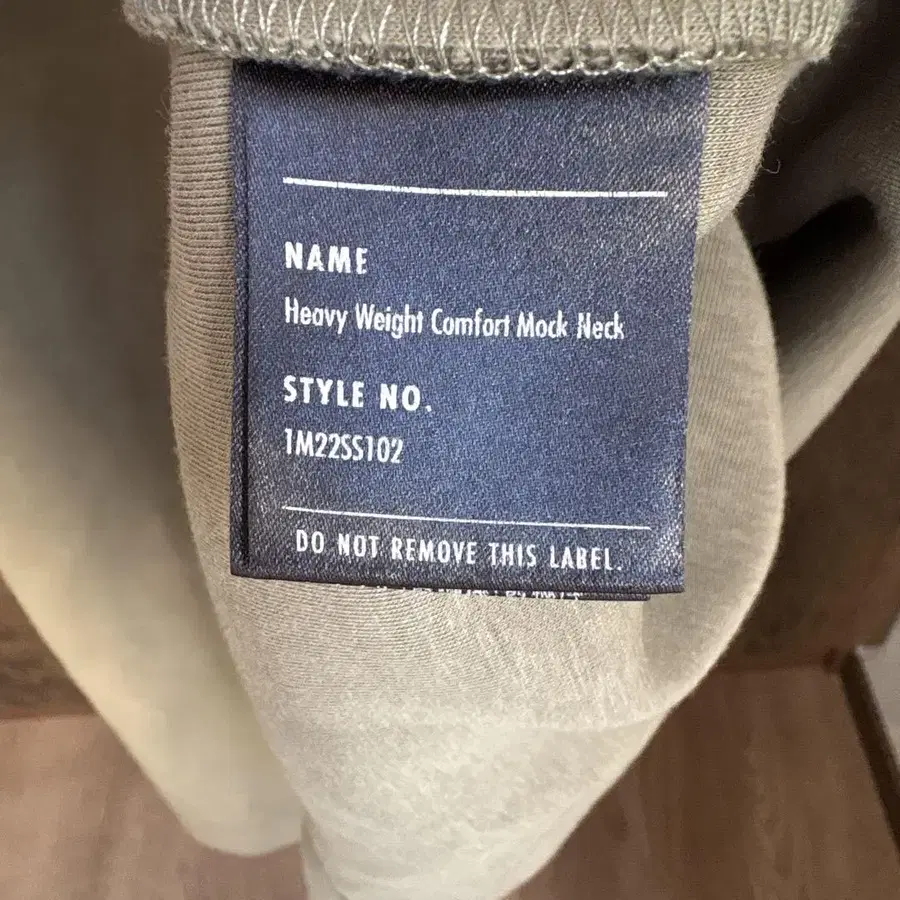 NAME
Heavy Weight Comfort Mock Neck
STYLE NO.
1M22SS102
DO NOT REMOVE THIS LABEL.